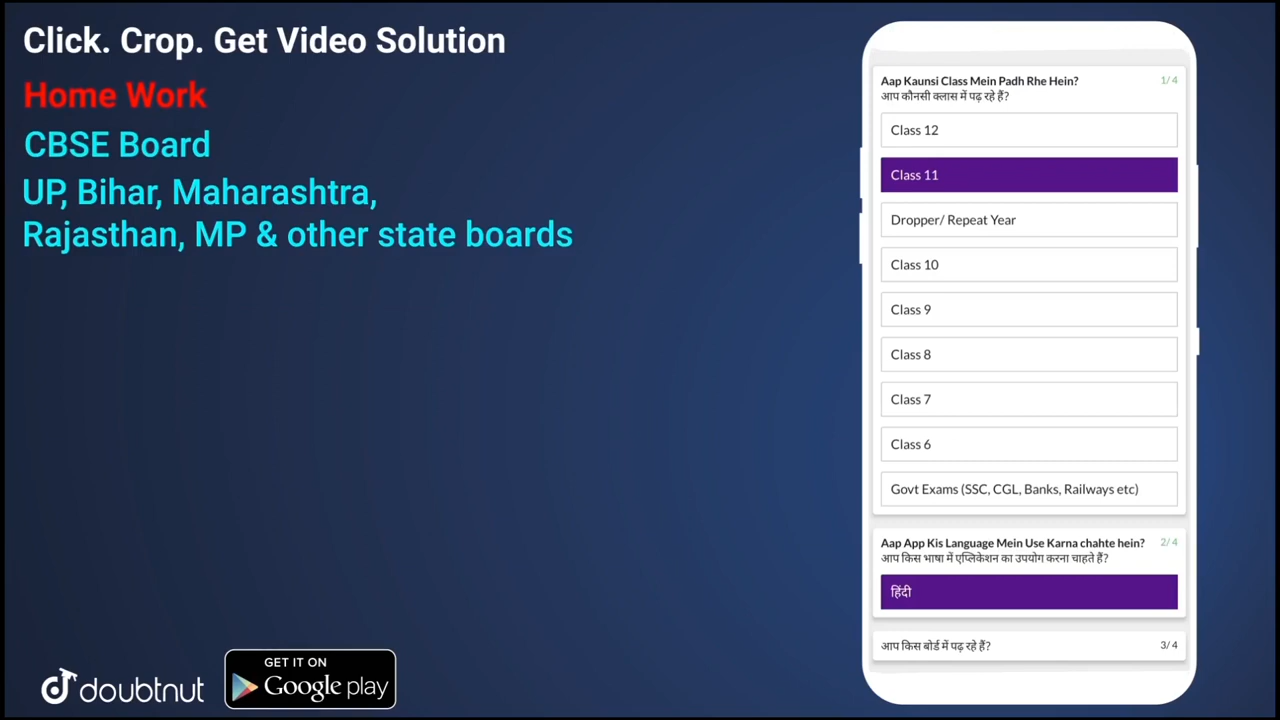 Click. Crop. Get Video Solution
Home Work
CBSE Board
UP, Bihar, Maharashtra,
Rajasthan, MP & other state boards
Aap Kaunsi Class Mein Padh Rhe Hein? 1/4
आप कौनसी क्लास में पढ़ रहे हैं?
Class 12
Class 11
Dropper/ Repeat Year
Class 10
Class 9
Class 8
Class 7
Class 6
Govt Exams (SSC, CGL, Banks, Railways etc)
Aap App Kis Language Mein Use Karna chahte hein? 2/4
आप किस भाषा में एप्लिकेशन का उपयोग करना चाहते हैं?
हिंदी
आप किस बोर्ड में पढ़ रहे हैं? 3/4
doubtnut
GET IT ON
Google play